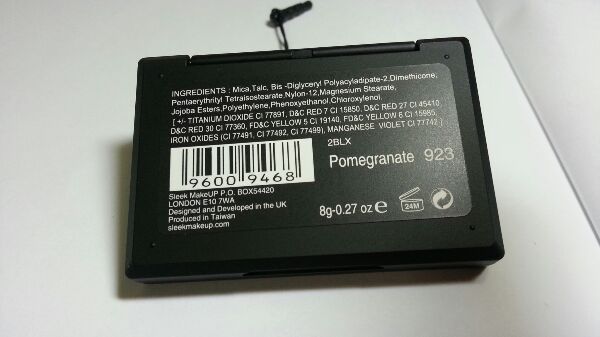 INGREDIENTS : Mica,Talc, Bis -Diglyceryl Polyacyladipate-2,Dimethicone,
Pentaerythrityl Tetraisostearate,Nylon-12,Magnesium Stearate,
Jojoba Esters,Polyethylene,Phenoxyethanol,Chloroxylenol.
[ +/- TITANIUM DIOXIDE CI 77891, D&C RED 7 CI 15850, D&C RED 27 CI 45410,
D&C RED 30 CI 77360, FD&C YELLOW 5 CI 19140, FD&C YELLOW 6 CI 15985,
IRON OXIDES (CI 77491, CI 77492, CI 77499), MANGANESE VIOLET CI 77742 ]
2BLX
Pomegranate 923
9600 9468
Sleek MakeUP P.O. BOX54420
LONDON E10 7WA
Designed and Developed in the UK
Produced in Taiwan
sleekmakeup.com
8g-0.27 oz e
24M